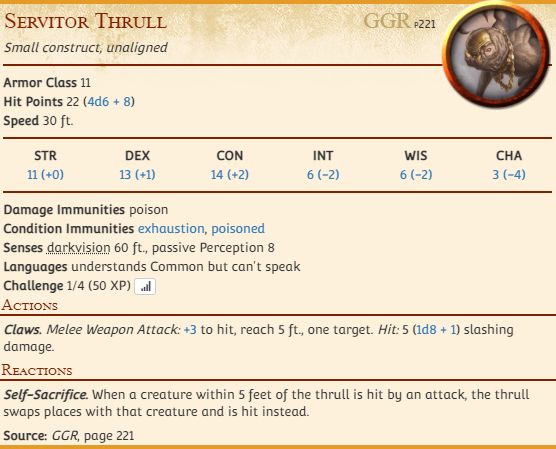 Servitor Thrull GGR p221
Small construct, unaligned
Armor Class 11
Hit Points 22 (4d6 + 8)
Speed 30 ft.
STR DEX CON INT WIS CHA
11 (+0) 13 (+1) 14 (+2) 6 (−2) 6 (−2) 3 (−4)
Damage Immunities poison
Condition Immunities exhaustion, poisoned
Senses darkvision 60 ft., passive Perception 8
Languages understands Common but can't speak
Challenge 1/4 (50 XP)
Actions
Claws. Melee Weapon Attack: +3 to hit, reach 5 ft., one target. Hit: 5 (1d8 + 1) slashing
damage.
Reactions
Self–Sacrifice. When a creature within 5 feet of the thrull is hit by an attack, the thrull
swaps places with that creature and is hit instead.
Source: GGR, page 221